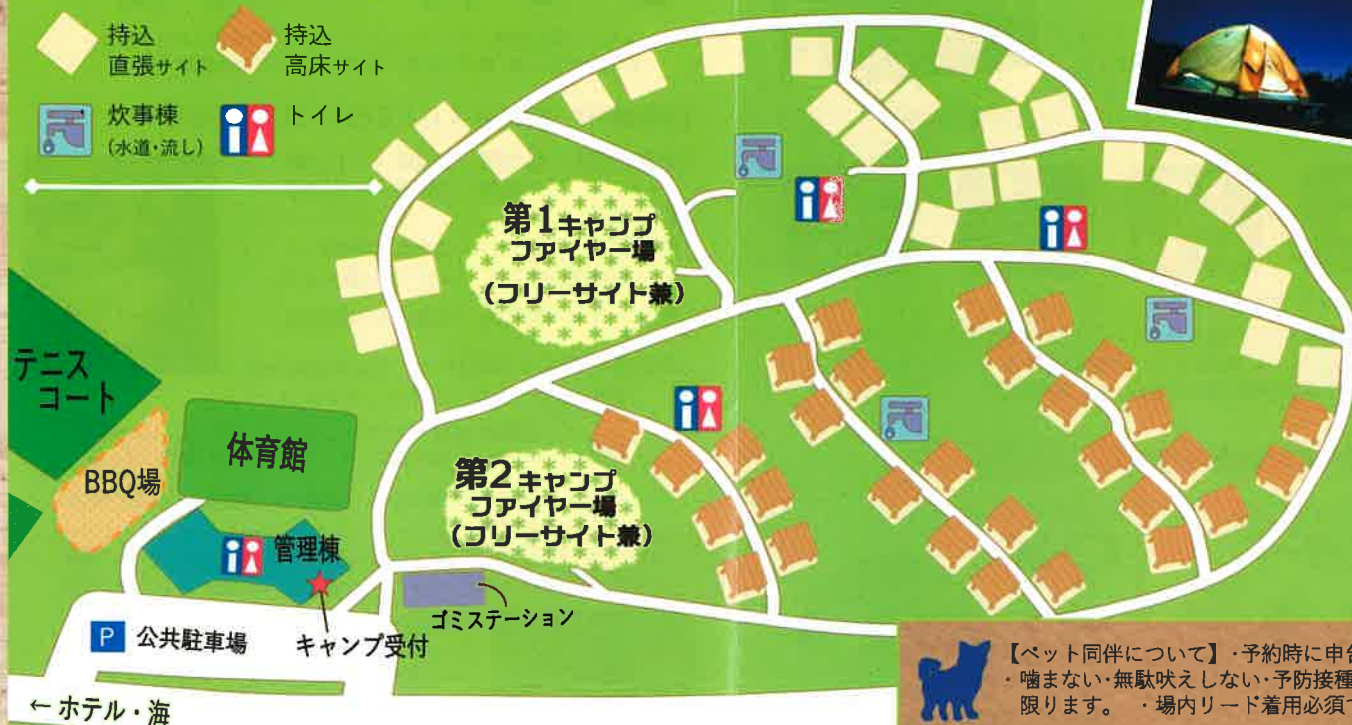 持込
直張サイト
持込
高床サイト
炊事棟
(水道・流し)
トイレ
第1キャンプ
ファイヤー場
(フリーサイト兼)
テニス
コート
BBQ場
体育館
第2キャンプ
ファイヤー場
(フリーサイト兼)
管理棟
ゴミステーション
P 公共駐車場
キャンプ受付
←ホテル・海
【ペット同伴について】・予約時に申
・噛まない・無駄吠えしない・予防接種
限ります。 ・場内リード着用必須